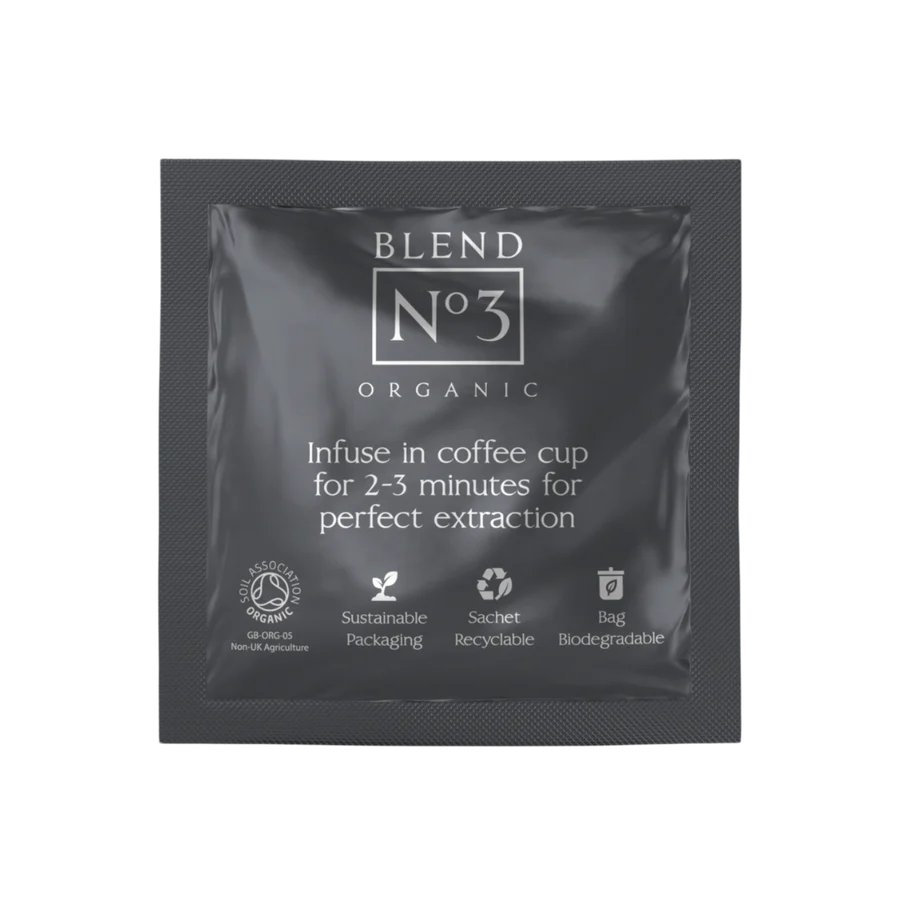 BLEND
Nº3
ORGANIC
Infuse in coffee cup
for 2-3 minutes for
perfect extraction
SOIL ASSOCIATION
ORGANIC
GB-ORG-05
Non-UK Agriculture
Sustainable
Packaging
Sachet
Recyclable
Bag
Biodegradable